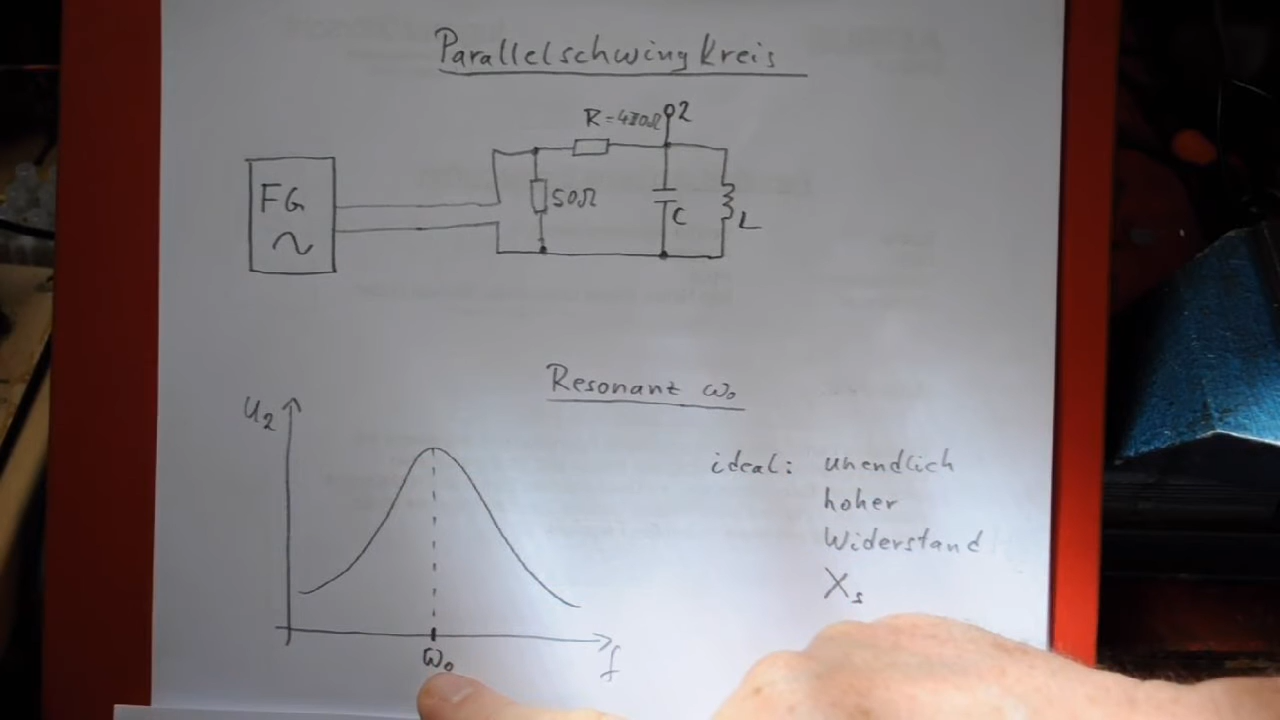 Parallelschwingkreis
R=470Ω
2
FG
50Ω
C
L
Resonanz ω₀
U₂
ideal: unendlich
hoher
Widerstand
Xₛ
ω₀
f